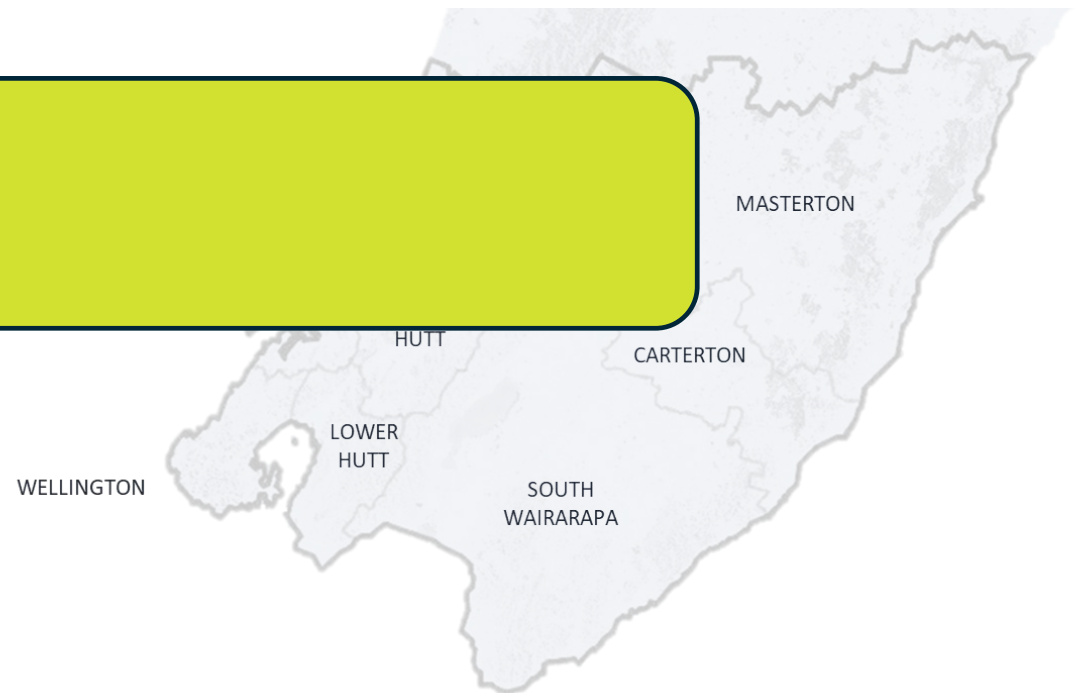 MASTERTON
HUTT
CARTERTON
LOWER
HUTT
WELLINGTON
SOUTH
WAIRARAPA